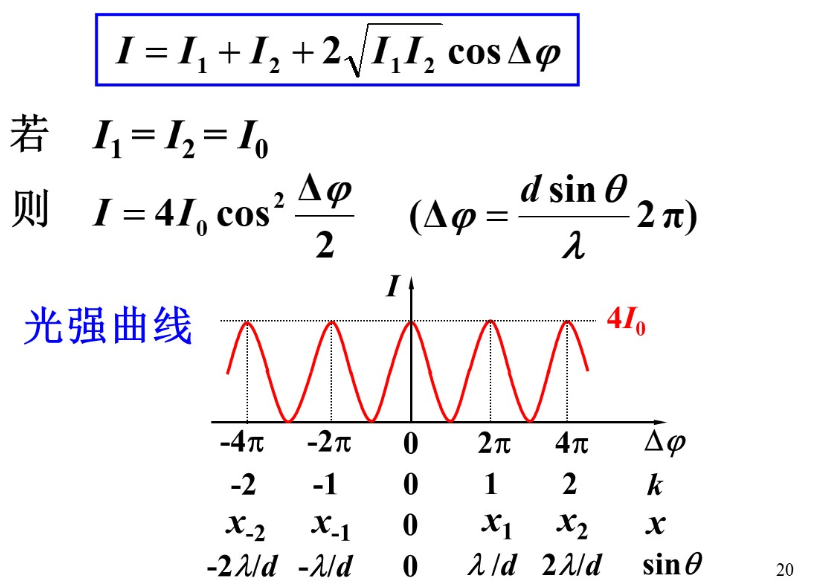 I = I₁ + I₂ + 2√(I₁I₂) cos Δφ
若 I₁ = I₂ = I₀
则 I = 4I₀ cos² Δφ/2 (Δφ = d sin θ/λ 2π)
I
光强曲线 4I₀
-4π -2π 0 2π 4π Δφ
-2 -1 0 1 2 k
x₋₂ x₋₁ 0 x₁ x₂ x
-2λ/d -λ/d 0 λ/d 2λ/d sinθ
20